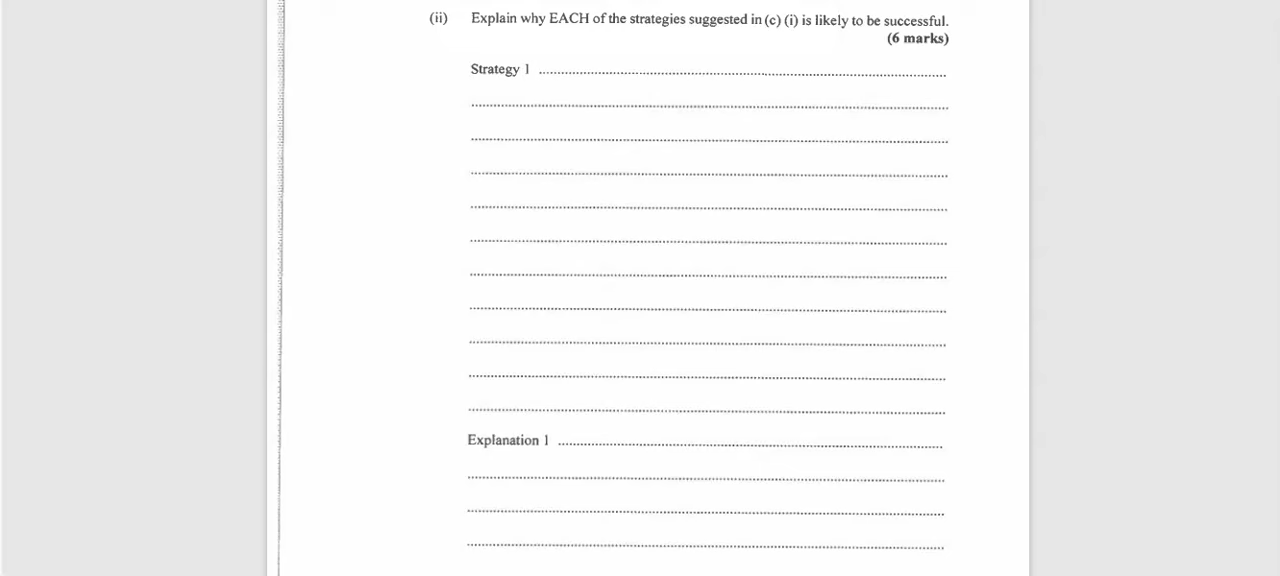 (ii) Explain why EACH of the strategies suggested in (c) (i) is likely to be successful.
(6 marks)
Strategy 1
Explanation 1